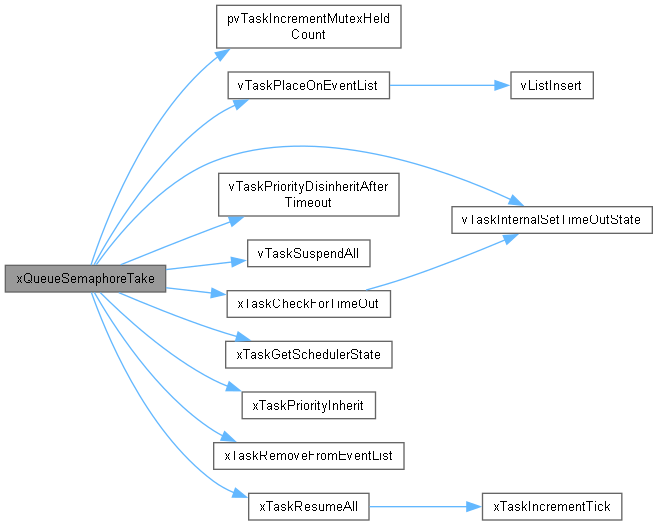 pvTaskIncrementMutexHeld
Count
vTaskPlaceOnEventList
vListInsert
vTaskPriorityDisinheritAfter
Timeout
vTaskInternalSetTimeOutState
vTaskSuspendAll
xQueueSemaphoreTake
xTaskCheckForTimeOut
xTaskGetSchedulerState
xTaskPriorityInherit
xTaskRemoveFromEventList
xTaskResumeAll
xTaskIncrementTick